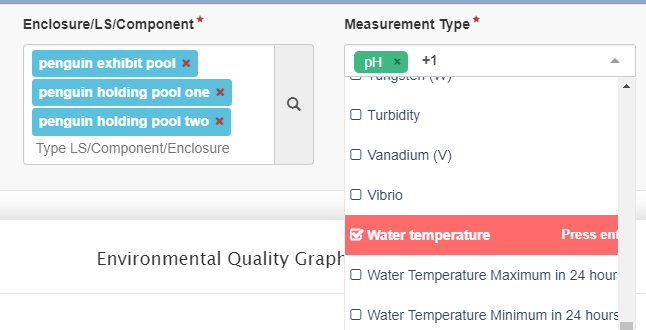 Enclosure/LS/Component*
Measurement Type*
penguin exhibit pool ×
penguin holding pool one ×
penguin holding pool two ×
Type LS/Component/Enclosure
pH × +1
Tungsten (W)
Turbidity
Vanadium (V)
Vibrio
Water temperature Press ent
Water Temperature Maximum in 24 hour
Water Temperature Minimum in 24 hours
Environmental Quality Graph